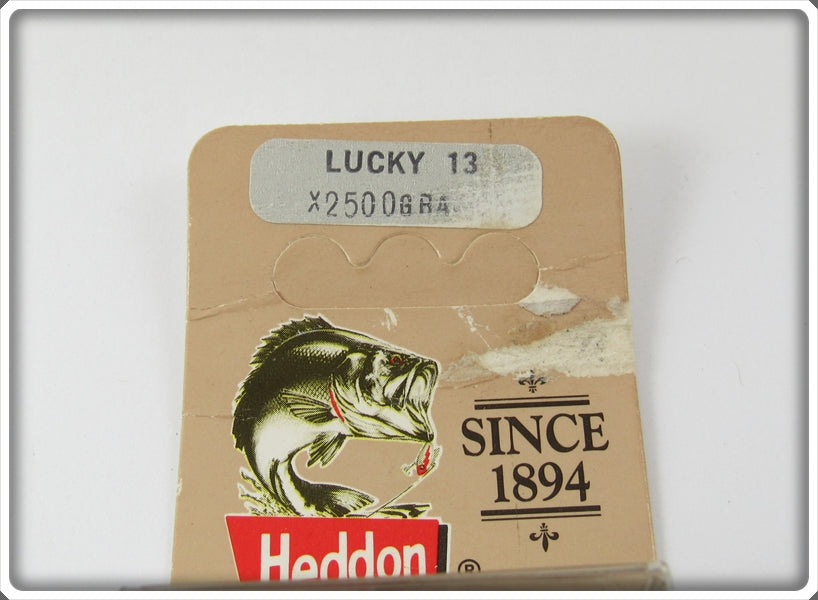 LUCKY 13
X2500GRA
SINCE
1894
Heddon
®